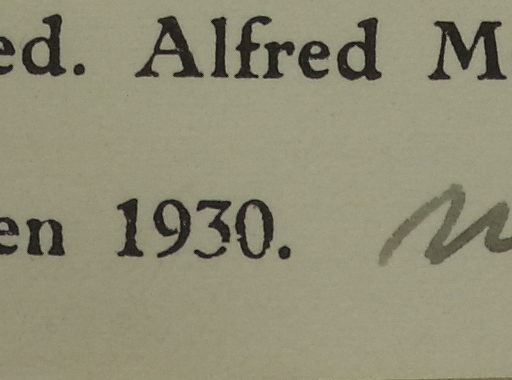 ed. Alfred M
en 1930.